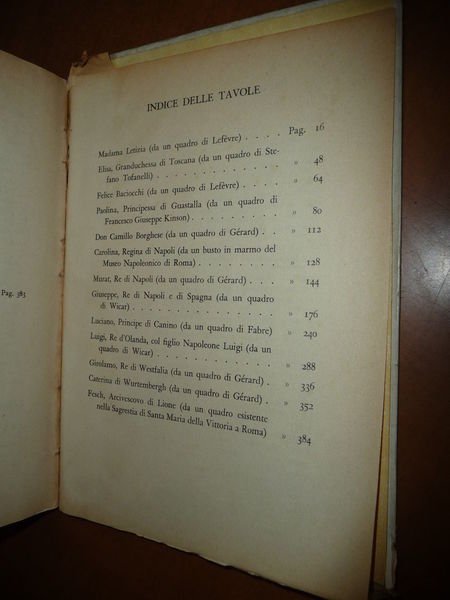 Pag. 383
INDICE DELLE TAVOLE
Madama Letizia (da un quadro di Lefèvre) . . . . Pag. 16
Elisa, Granduchessa di Toscana (da un quadro di Ste-
fano Tofanelli) . . . . . . . . . . » 48
Felice Baciocchi (da un quadro di Lefèvre) . . . . » 64
Paolina, Principessa di Guastalla (da un quadro di
Francesco Giuseppe Kinson) . . . . . . . » 80
Don Camillo Borghese (da un quadro di Gérard) . . . » 112
Carolina, Regina di Napoli (da un busto in marmo del
Museo Napoleonico di Roma) . . . . . . . » 128
Murat, Re di Napoli (da un quadro di Gérard) . . . » 144
Giuseppe, Re di Napoli e di Spagna (da un quadro
di Wicar) . . . . . . . . . . » 176
Luciano, Principe di Canino (da un quadro di Fabre) » 240
Luigi, Re d'Olanda, col figlio Napoleone Luigi (da un
quadro di Wicar) . . . . . . . . . » 288
Girolamo, Re di Westfalia (da un quadro di Gérard) . » 336
Caterina di Wurtembergh (da un quadro di Gérard) . » 352
Fesch, Arcivescovo di Lione (da un quadro esistente
nella Sagrestia di Santa Maria della Vittoria a Roma) » 384